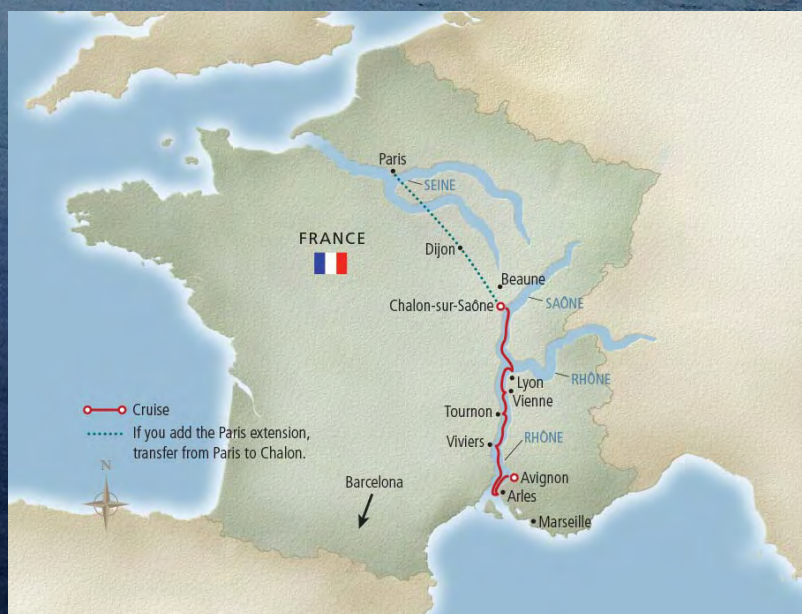 Paris
SEINE
FRANCE
Dijon
Beaune
Chalon-sur-Saône
SAÔNE
Lyon
RHÔNE
Vienne
Cruise
Tournon
If you add the Paris extension,
transfer from Paris to Chalon.
Viviers
RHÔNE
N
Barcelona
Avignon
Arles
Marseille